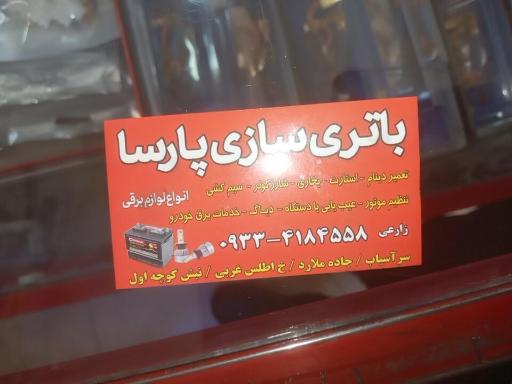 باتری سازی پارسا
تعمیر دینام - استارت - بخاری - شارژ کولر - سیم کشی
تنظیم موتور - عیب یابی با دستگاه - دیاگ - خدمات برق خودرو
انواع لوازم برقی
زارعی ۰۹۳۳-۴۱۸۴۵۵۸
سرآسیاب / جاده ملارد / خ اطلس غربی / نبش کوچه اول